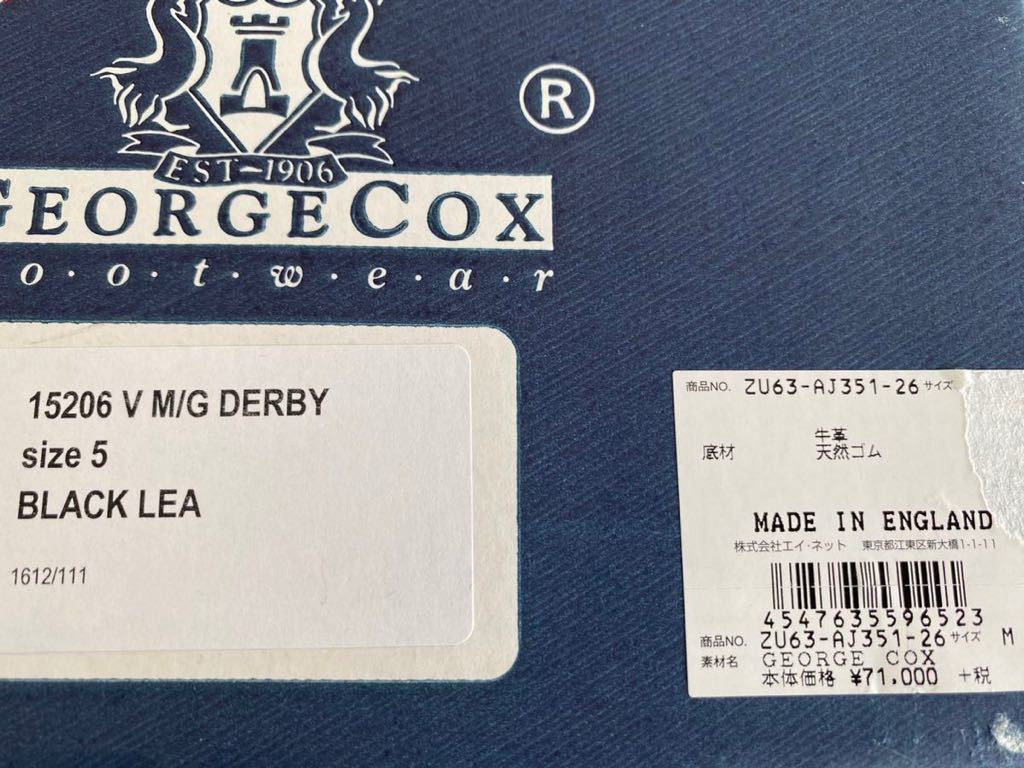 EST-1906
®
GEORGE COX
o·o·t·w·e·a·r
15206 V M/G DERBY
size 5
BLACK LEA
1612/111
商品NO. ZU63-AJ351-26 サイズ
牛革
底材 天然ゴム
MADE IN ENGLAND
株式会社エイ・ネット 東京都江東区新大橋1-1-11
4547635596523
商品NO. ZU63-AJ351-26 サイズ M
素材名 GEORGE COX
本体価格 ¥71,000 +税